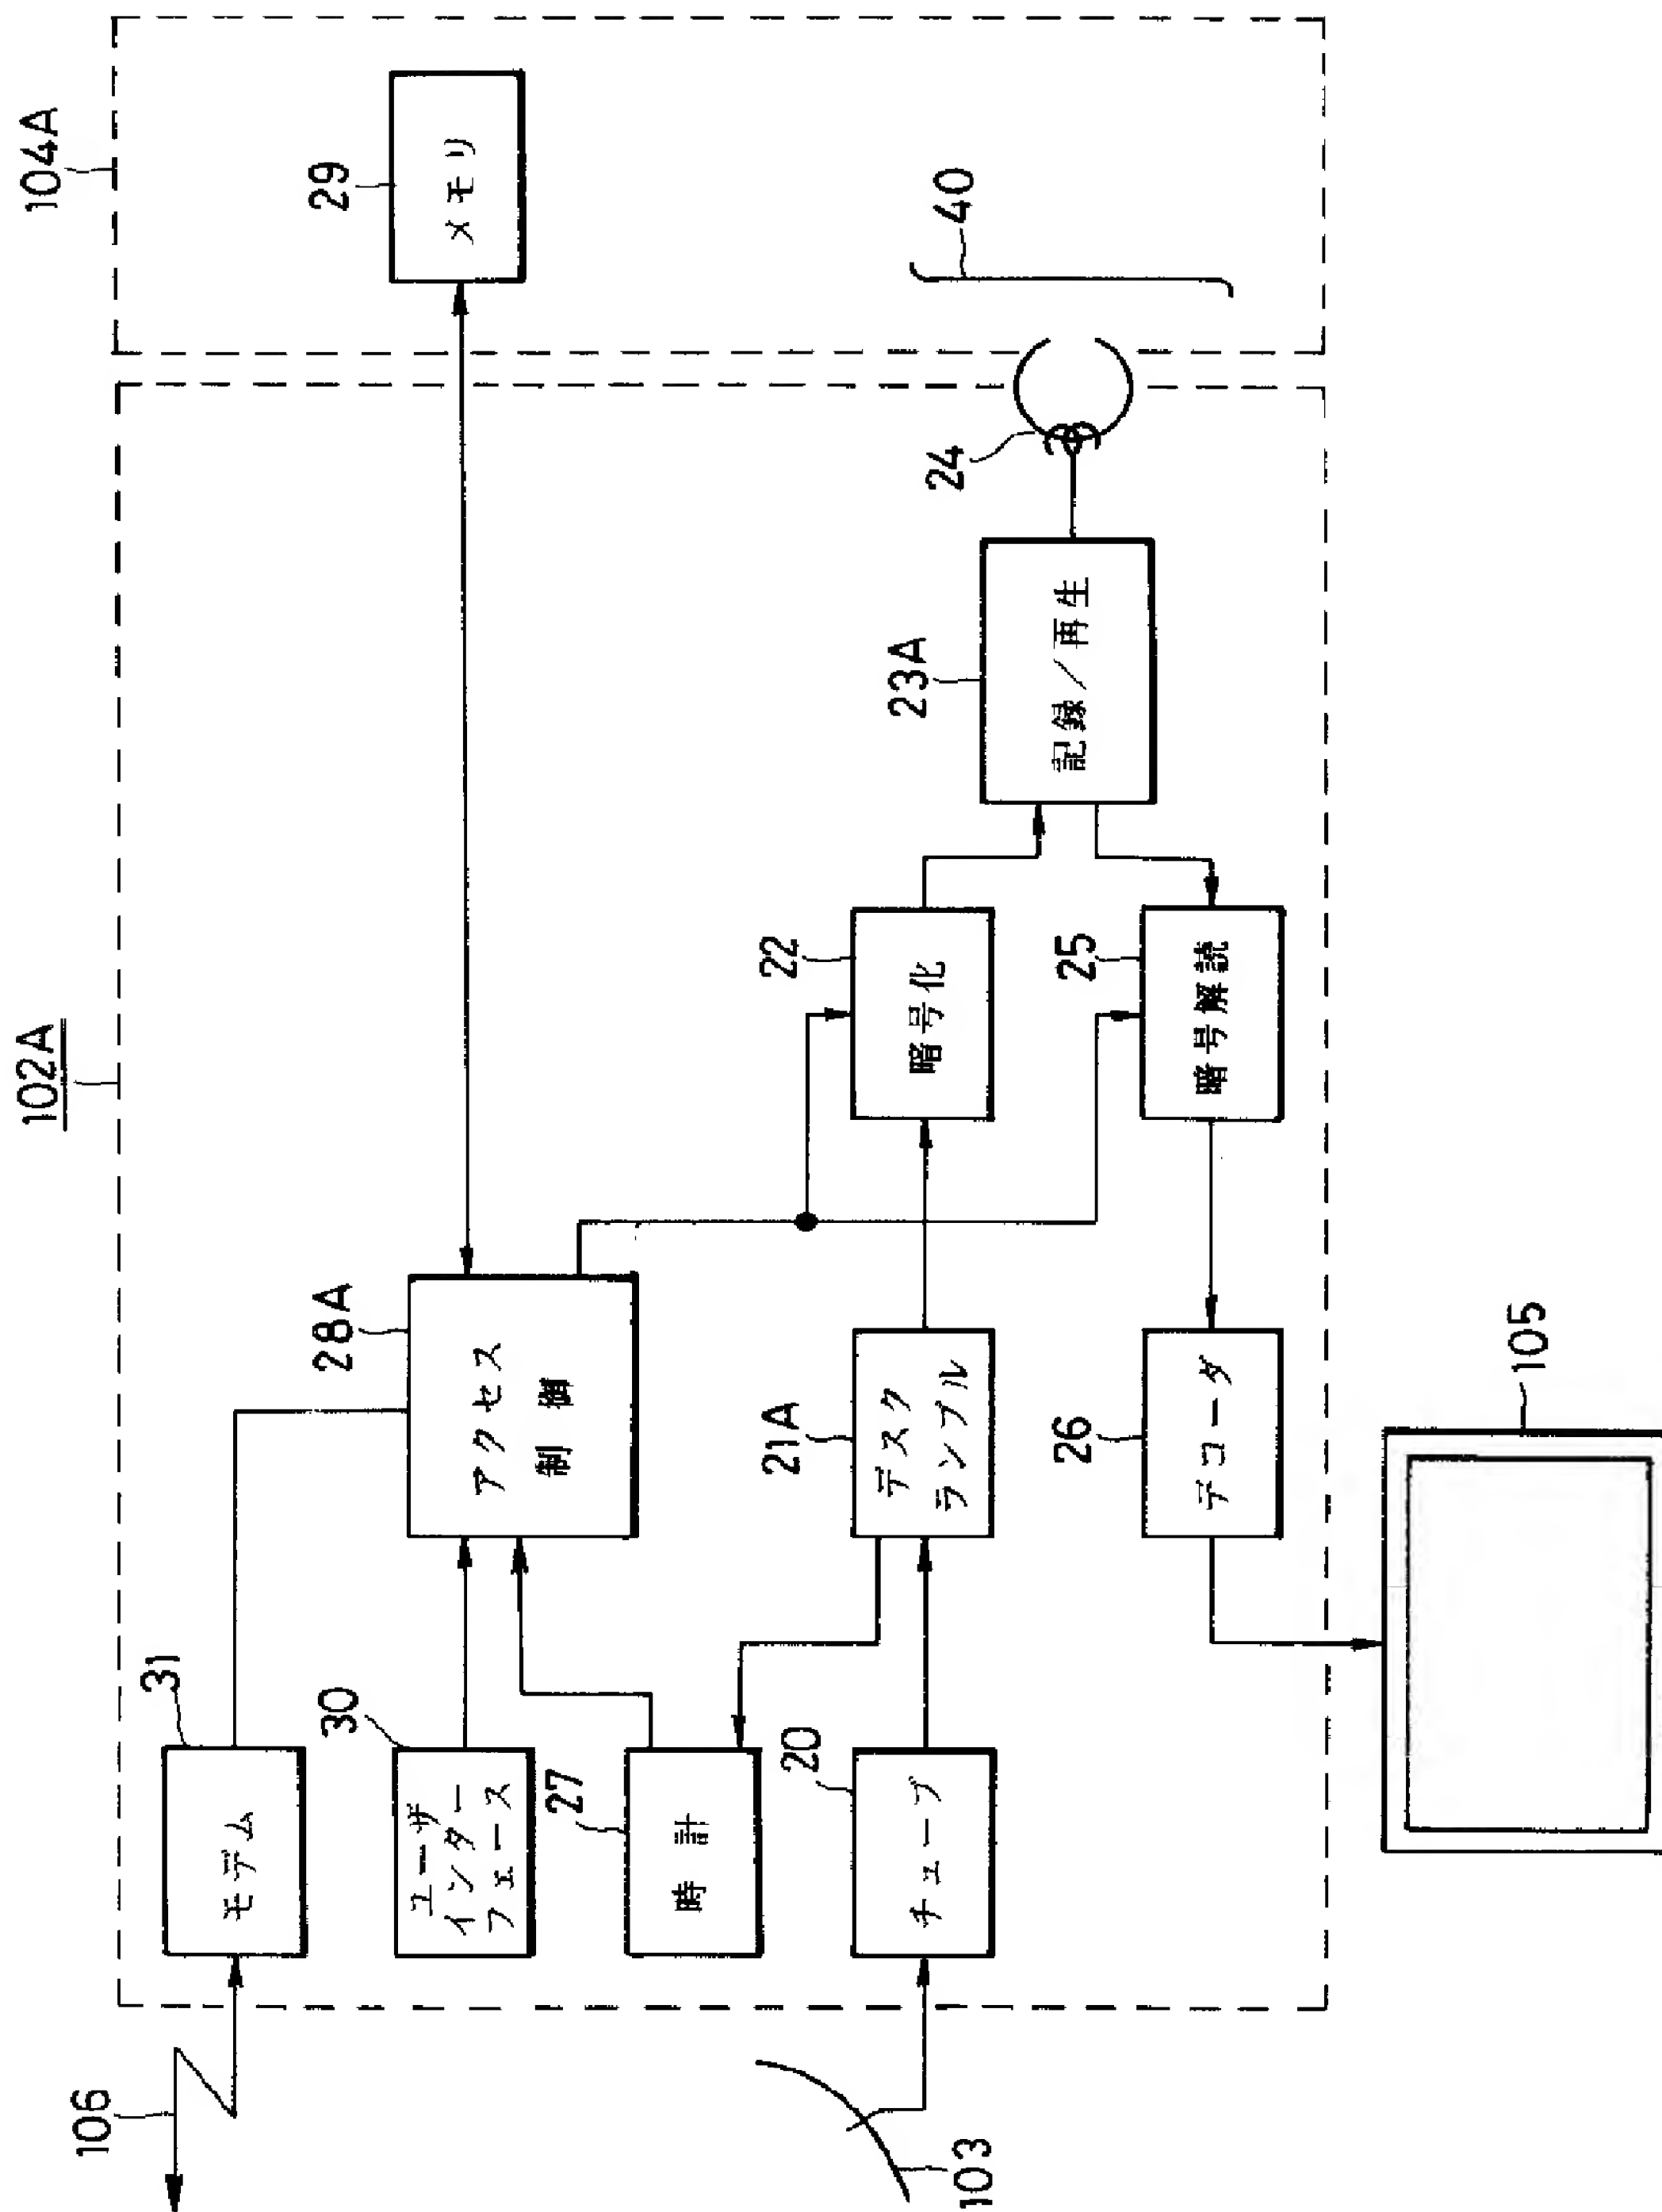 102A
104A
106
31
モデム
30
ユーザ
インター
フェース
28A
アクセス
制 御
29
メモリ
27
時 計
103
20
チューブ
21A
デスク
ランブル
22
暗号化
23A
記録/再生
24
40
26
デコーダ
25
暗号解読
105